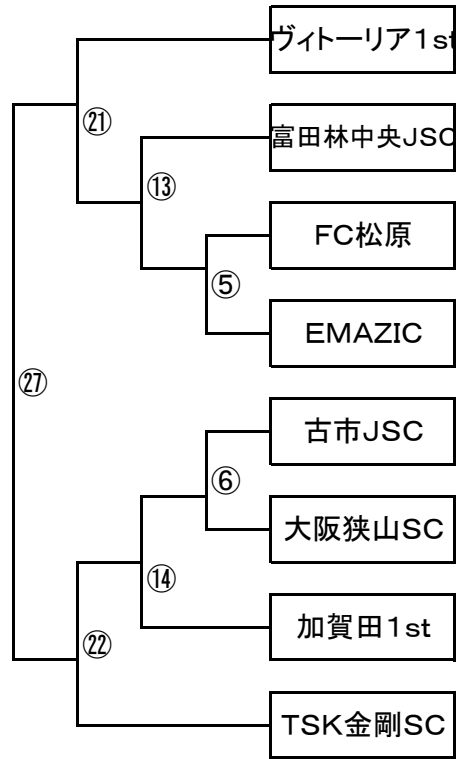 ヴィトーリア1st
㉑
富田林中央JSC
⑬
FC松原
⑤
EMAZIC
㉗
古市JSC
⑥
大阪狭山SC
⑭
加賀田1st
㉒
TSK金剛SC